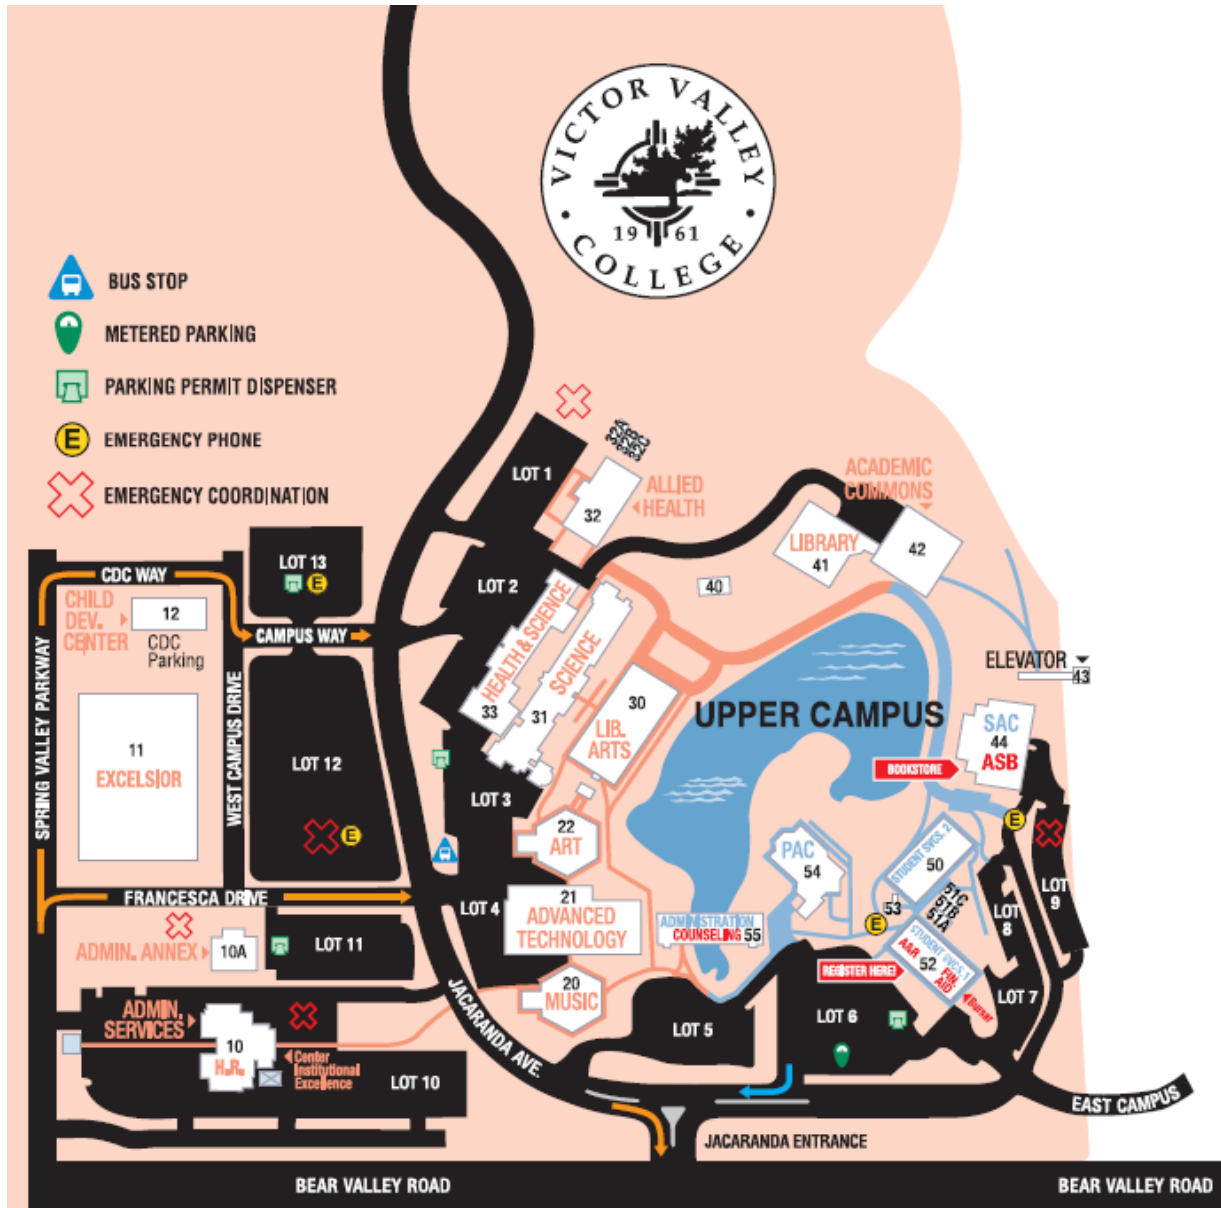 VICTOR VALLEY
1961
COLLEGE
BUS STOP
METERED PARKING
PARKING PERMIT DISPENSER
E
EMERGENCY PHONE
EMERGENCY COORDINATION
LOT 1
32A
32B
32C
32
ALLIED
HEALTH
ACADEMIC
COMMONS
LIBRARY
41
42
40
LOT 13
E
CDC WAY
CHILD
DEV.
CENTER
12
CDC
Parking
CAMPUS WAY
LOT 2
HEALTH & SCIENCE
33
SCIENCE
31
30
LIB.
ARTS
ELEVATOR
43
UPPER CAMPUS
SAC
44
ASB
BOOKSTORE
SPRING VALLEY PARKWAY
WEST CAMPUS DRIVE
11
EXCELSIOR
LOT 12
E
LOT 3
22
ART
PAC
54
STUDENT SVCS. 2
50
E
LOT
9
LOT
8
51C
51B
51A
53
E
FRANCESCA DRIVE
LOT 4
21
ADVANCED
TECHNOLOGY
ADMINISTRATION
COUNSELING 55
STUDENT SVCS. 1
A&R
52
FIN.
AID
REGISTER HERE!
Bursar
LOT 7
ADMIN. ANNEX
10A
LOT 11
20
MUSIC
JACARANDA AVE.
LOT 5
LOT 6
ADMIN.
SERVICES
10
H.R.
Center
Institutional
Excellence
LOT 10
EAST CAMPUS
JACARANDA ENTRANCE
BEAR VALLEY ROAD
BEAR VALLEY ROAD